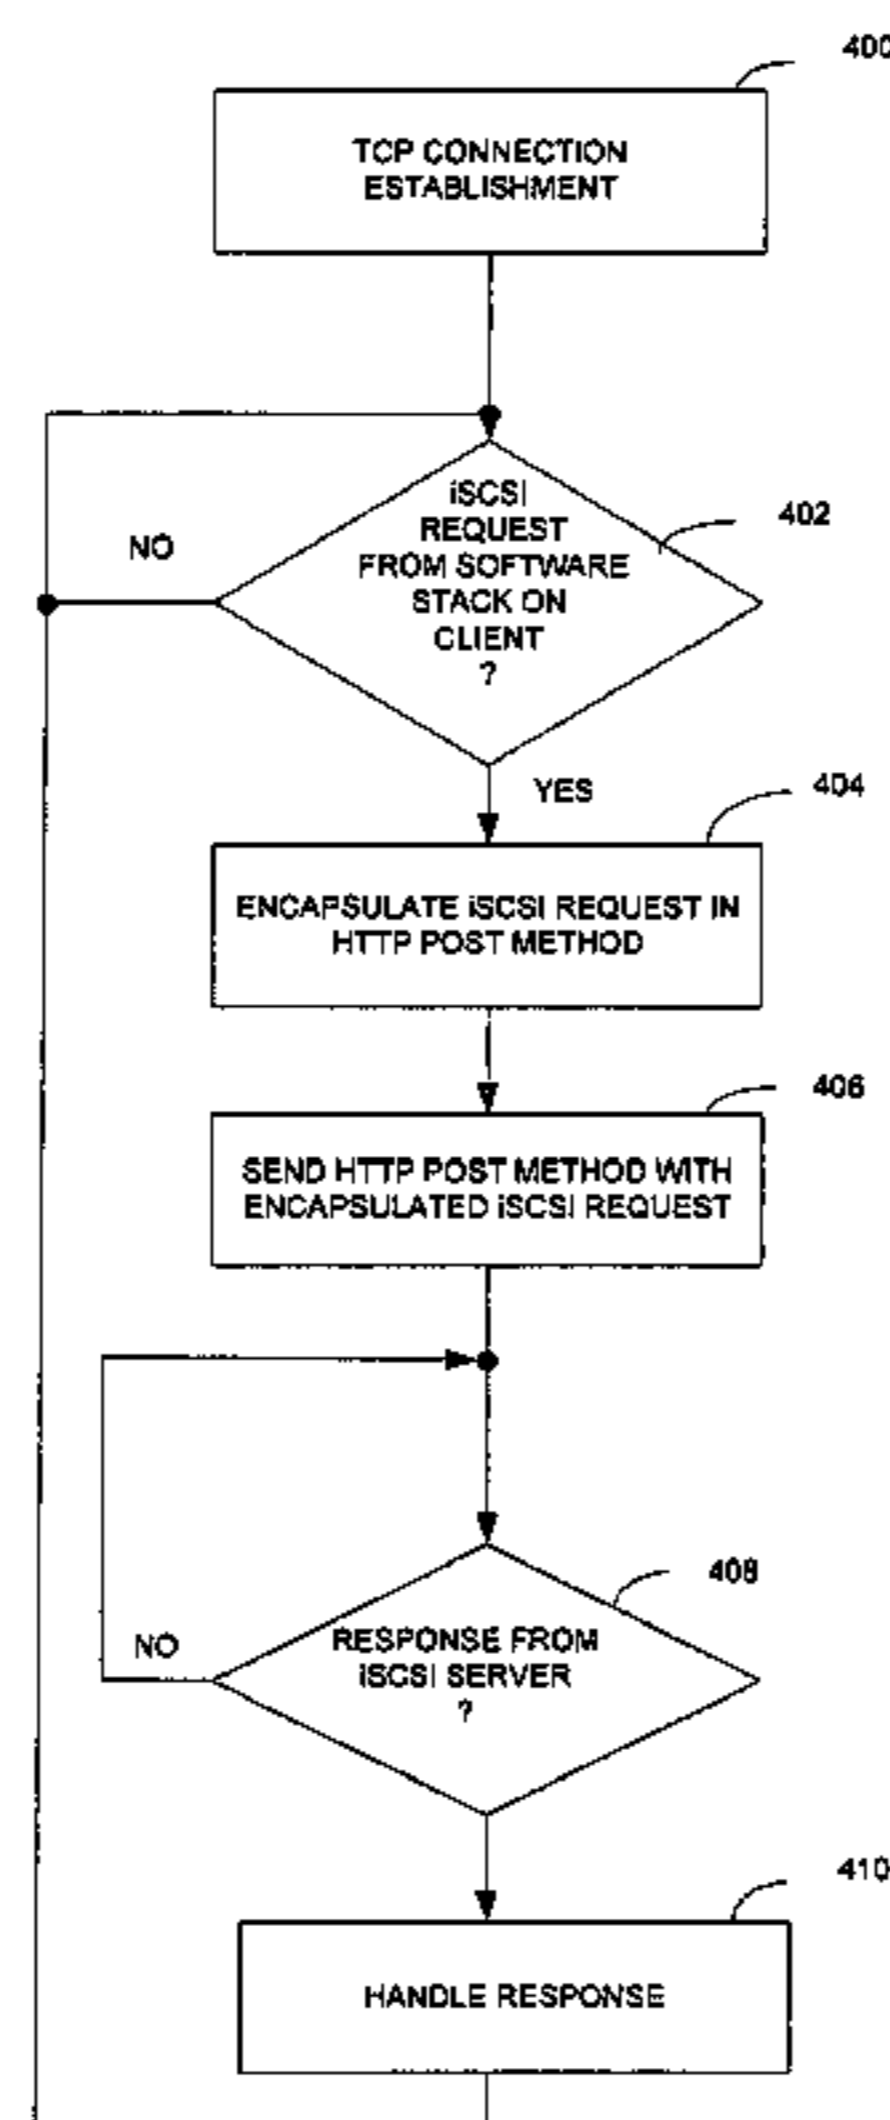 400
TCP CONNECTION
ESTABLISHMENT
iSCSI
REQUEST
FROM SOFTWARE
STACK ON
CLIENT
?
402
NO
YES
404
ENCAPSULATE iSCSI REQUEST IN
HTTP POST METHOD
406
SEND HTTP POST METHOD WITH
ENCAPSULATED iSCSI REQUEST
408
NO
RESPONSE FROM
iSCSI SERVER
?
410
HANDLE RESPONSE